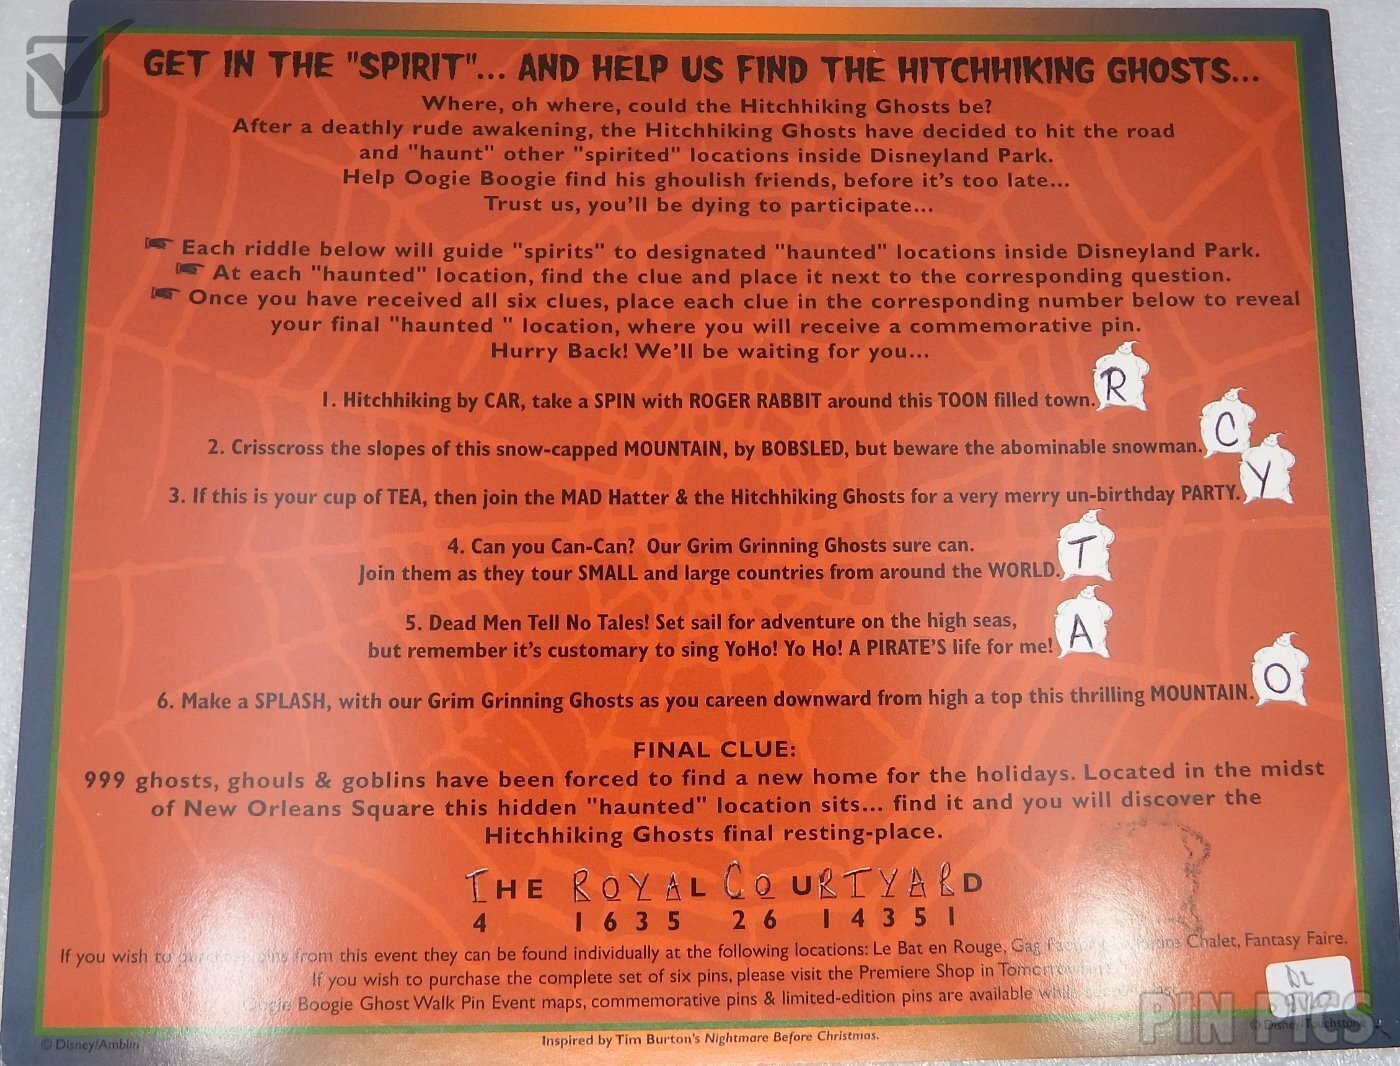 GET IN THE "SPIRIT"... AND HELP US FIND THE HITCHHIKING GHOSTS...
Where, oh where, could the Hitchhiking Ghosts be?
After a deathly rude awakening, the Hitchhiking Ghosts have decided to hit the road
and "haunt" other "spirited" locations inside Disneyland Park.
Help Oogie Boogie find his ghoulish friends, before it's too late...
Trust us, you'll be dying to participate...
Each riddle below will guide "spirits" to designated "haunted" locations inside Disneyland Park.
At each "haunted" location, find the clue and place it next to the corresponding question.
Once you have received all six clues, place each clue in the corresponding number below to reveal
your final "haunted " location, where you will receive a commemorative pin.
Hurry Back! We'll be waiting for you...
1. Hitchhiking by CAR, take a SPIN with ROGER RABBIT around this TOON filled town. R
2. Crisscross the slopes of this snow-capped MOUNTAIN, by BOBSLED, but beware the abominable snowman. C
3. If this is your cup of TEA, then join the MAD Hatter & the Hitchhiking Ghosts for a very merry un-birthday PARTY. Y
4. Can you Can-Can? Our Grim Grinning Ghosts sure can.
Join them as they tour SMALL and large countries from around the WORLD. T
5. Dead Men Tell No Tales! Set sail for adventure on the high seas,
but remember it's customary to sing YoHo! Yo Ho! A PIRATE'S life for me! A
6. Make a SPLASH, with our Grim Grinning Ghosts as you careen downward from high a top this thrilling MOUNTAIN. O
FINAL CLUE:
999 ghosts, ghouls & goblins have been forced to find a new home for the holidays. Located in the midst
of New Orleans Square this hidden "haunted" location sits... find it and you will discover the
Hitchhiking Ghosts final resting-place.
THE ROYAL COURTYARD
4 1 6 3 5 2 6 1 4 3 5 1
If you wish to purchase pins from this event they can be found individually at the following locations: Le Bat en Rouge, Gag Chalet, Fantasy Faire.
If you wish to purchase the complete set of six pins, please visit the Premiere Shop in Tomorrowland
Oogie Boogie Ghost Walk Pin Event maps, commemorative pins & limited-edition pins are available while
DL
PIN PICS
© Disney/Touchstone
© Disney/Amblin
Inspired by Tim Burton's Nightmare Before Christmas.